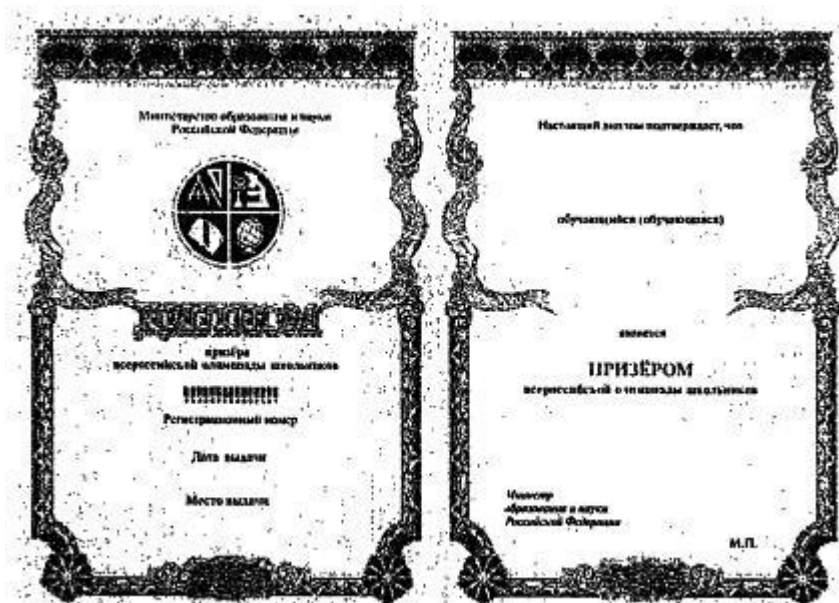 Министерство образования и науки
Российской Федерации
призёра
всероссийской олимпиады школьников
Регистрационный номер
Дата выдачи
Место выдачи
Настоящий диплом подтверждает, что
обучающийся (обучающаяся)
является
ПРИЗЁРОМ
всероссийской олимпиады школьников
Министр
образования и науки
Российской Федерации
М.П.